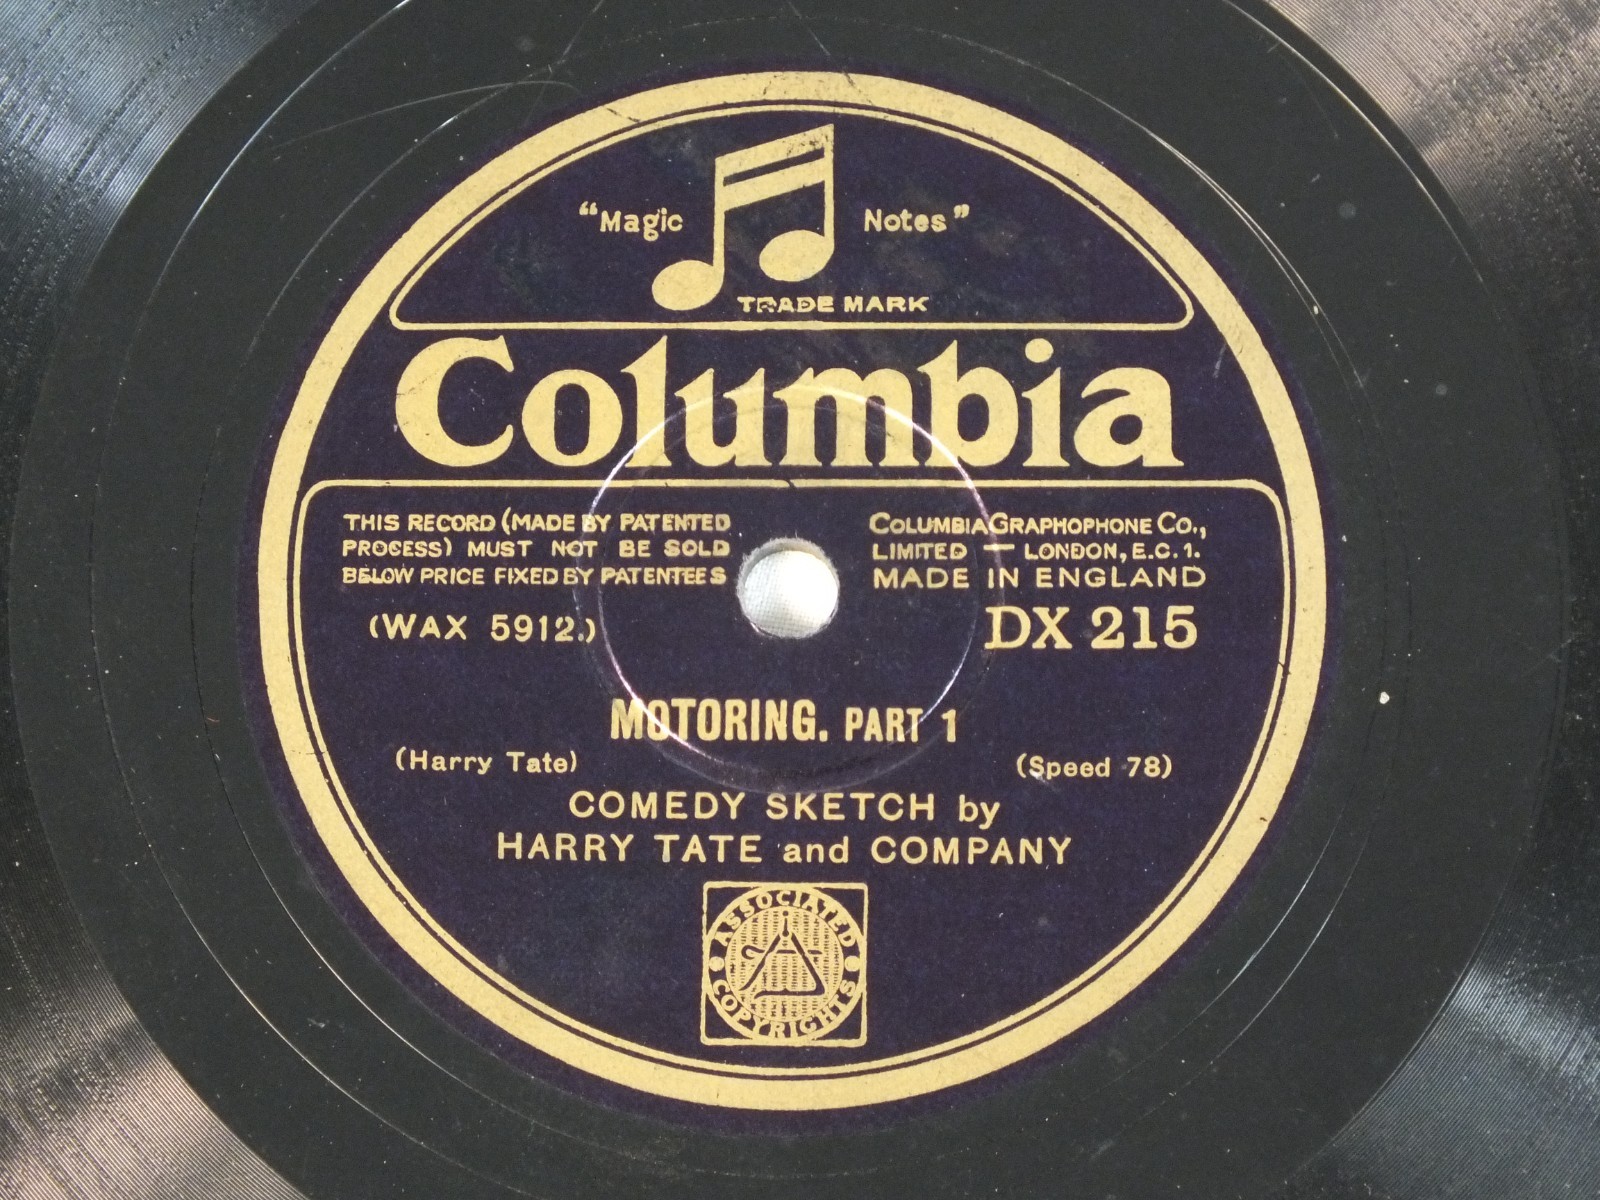 "Magic Notes"
TRADE MARK
Columbia
THIS RECORD (MADE BY PATENTED
PROCESS) MUST NOT BE SOLD
BELOW PRICE FIXED BY PATENTEES
(WAX 5912.)
COLUMBIA GRAPHOPHONE CO.,
LIMITED — LONDON, E.C.1.
MADE IN ENGLAND
DX 215
MOTORING. PART 1
(Harry Tate)
(Speed 78)
COMEDY SKETCH by
HARRY TATE and COMPANY
ASSOCIATED
COPYRIGHTS